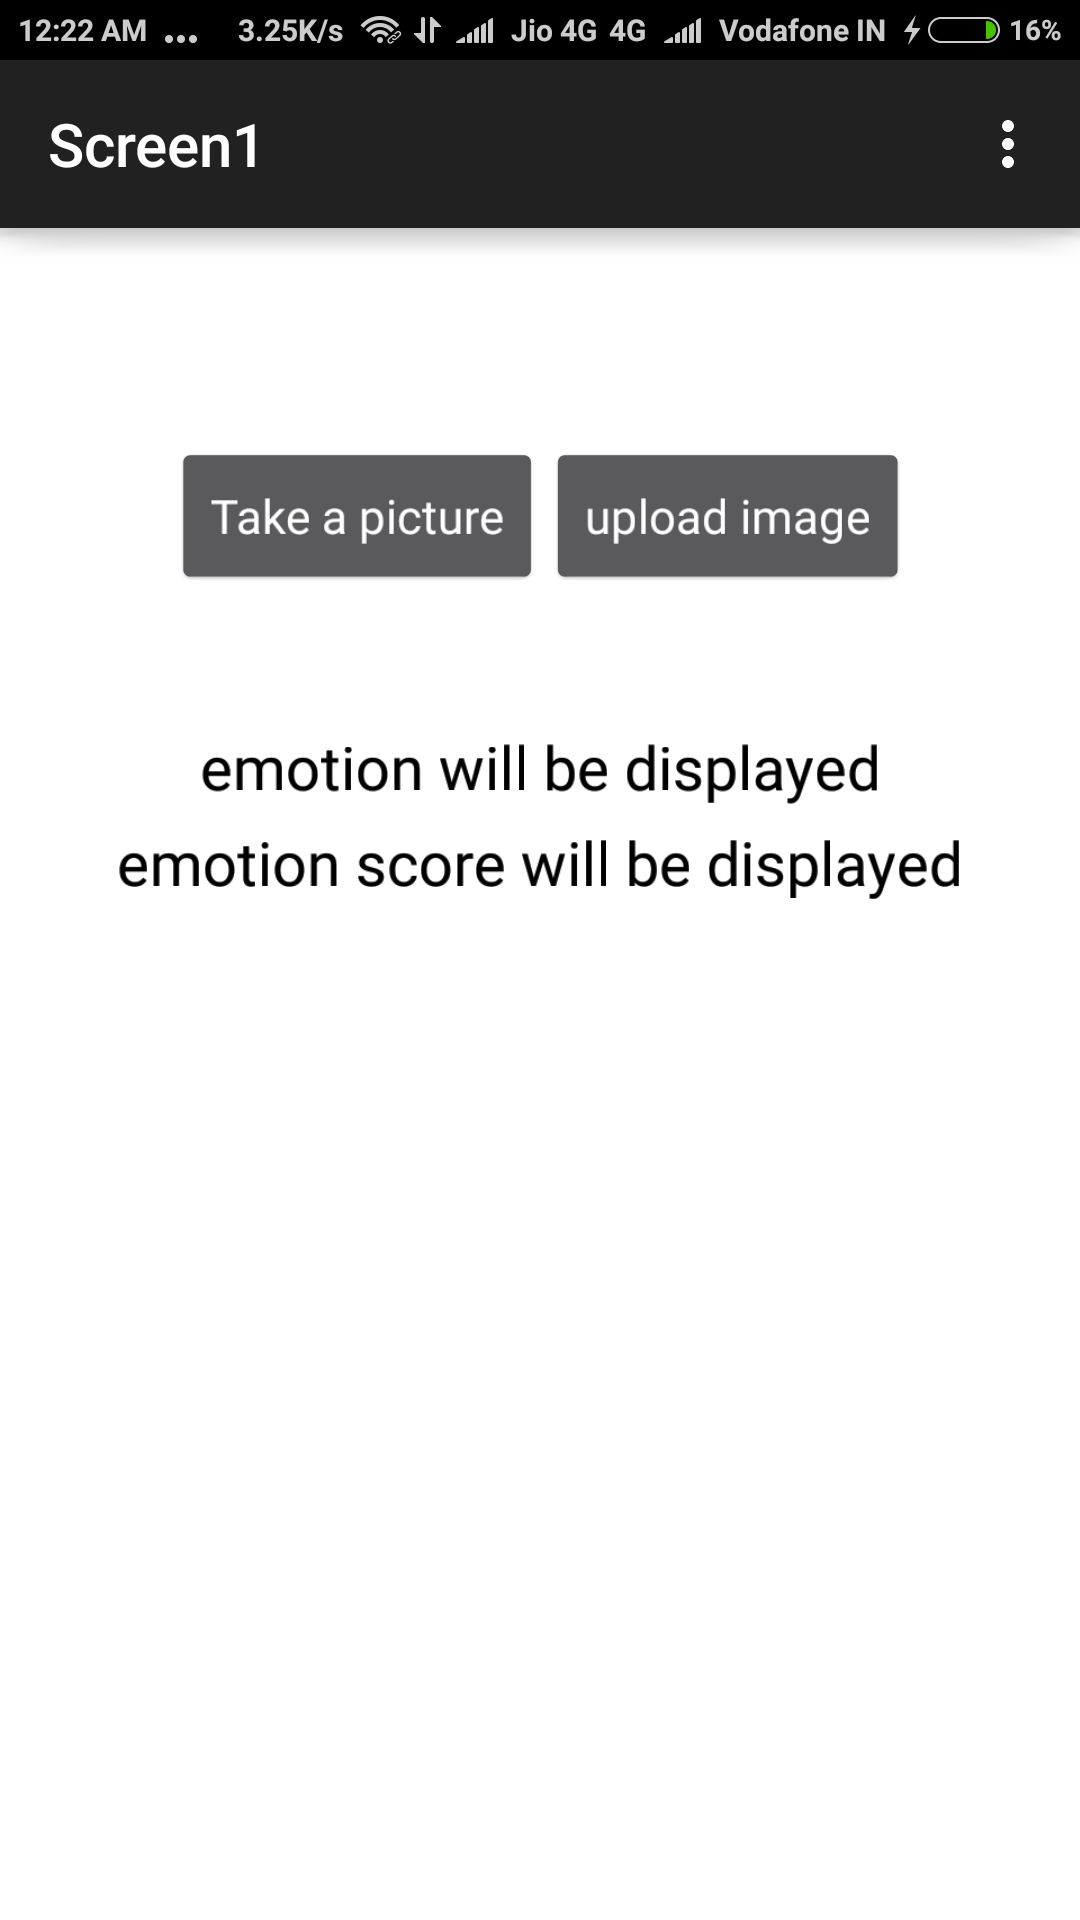 12:22 AM ... 3.25K/s Jio 4G 4G Vodafone IN 16%
Screen1
Take a picture upload image
emotion will be displayed
emotion score will be displayed